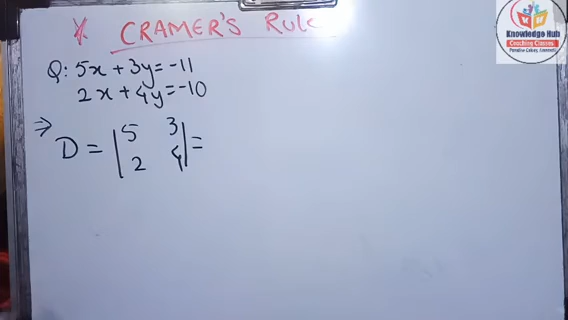 CRAMER'S Rule
Q: 5x + 3y = -11
2x + 4y = -10
⇒ D = | 5 3 | =
| 2 4 |
Knowledge Hub
Coaching Classes